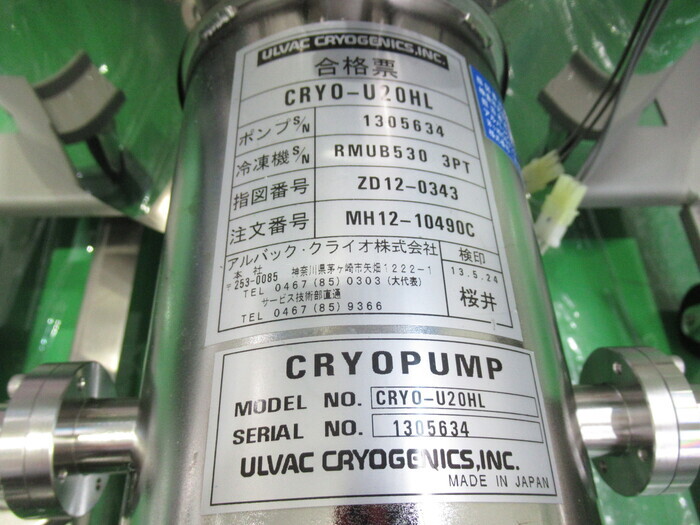 ULVAC CRYOGENICS, INC.
合格票
CRYO-U20HL
ポンプS/N 1305634
冷凍機S/N RMUB530 3PT
指図番号 ZD12-0343
注文番号 MH12-10490C
アルバック・クライオ株式会社 検印
本社
〒253-0085 神奈川県茅ヶ崎市矢畑1222-1 13.5.24
TEL 0467(85)0303(大代表)
サービス技術部直通 桜井
TEL 0467(85)9366
CRYOPUMP
MODEL NO. CRYO-U20HL
SERIAL NO. 1305634
ULVAC CRYOGENICS,INC.
MADE IN JAPAN